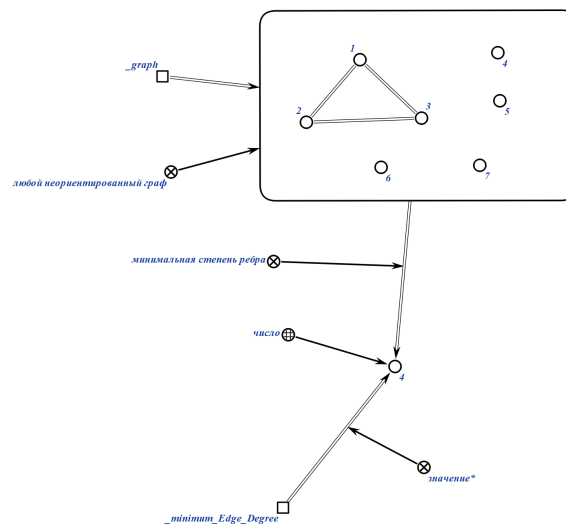 1
4
_graph
5
2
3
6
7
любой неориентированный граф
минимальная степень ребра
число
4
значение*
_minimum_Edge_Degree